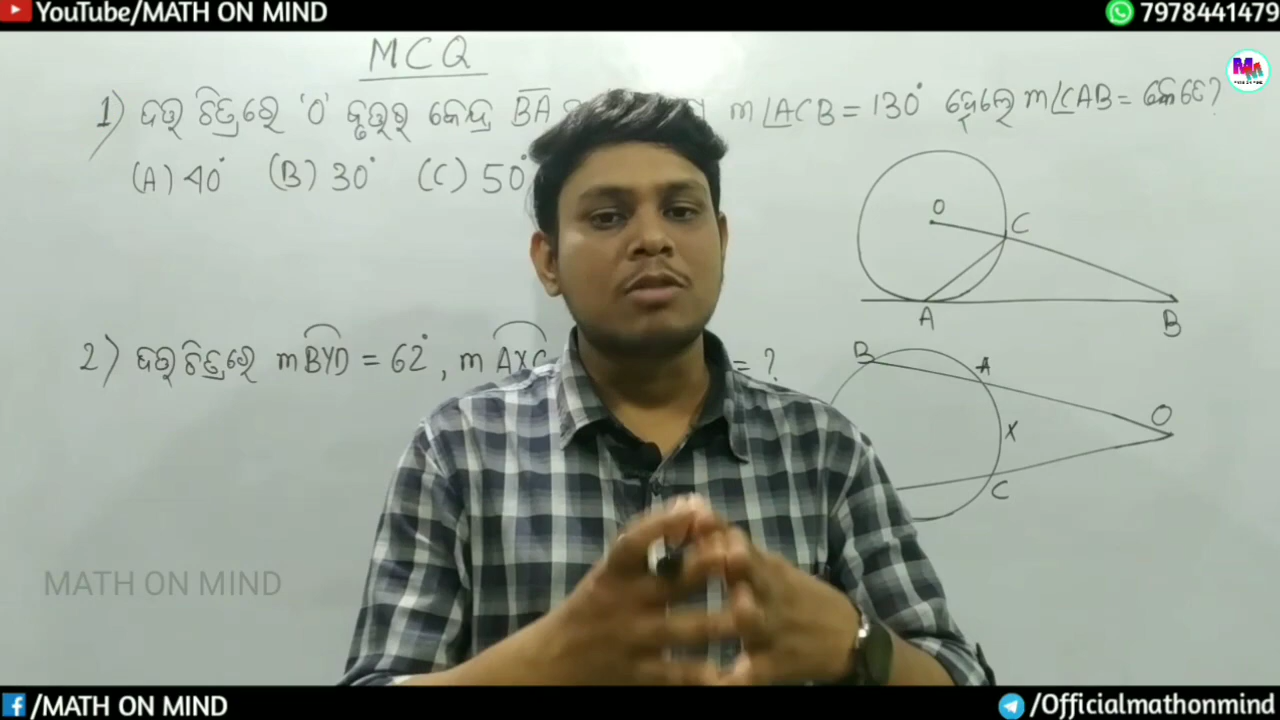 YouTube/MATH ON MIND
7978441479
MCQ
1) ଦତ୍ତ ଚିତ୍ରରେ 'O' ବୃତ୍ତର କେନ୍ଦ୍ର BA m∠ACB = 130° ହେଲେ m∠CAB = କେତେ?
(A) 40° (B) 30° (C) 50°
O
C
A
B
2) ଦତ୍ତ ଚିତ୍ରରେ mBYD = 62°, m AXC = ?
B
A
O
X
C
MATH ON MIND
/MATH ON MIND
/Officialmathonmind